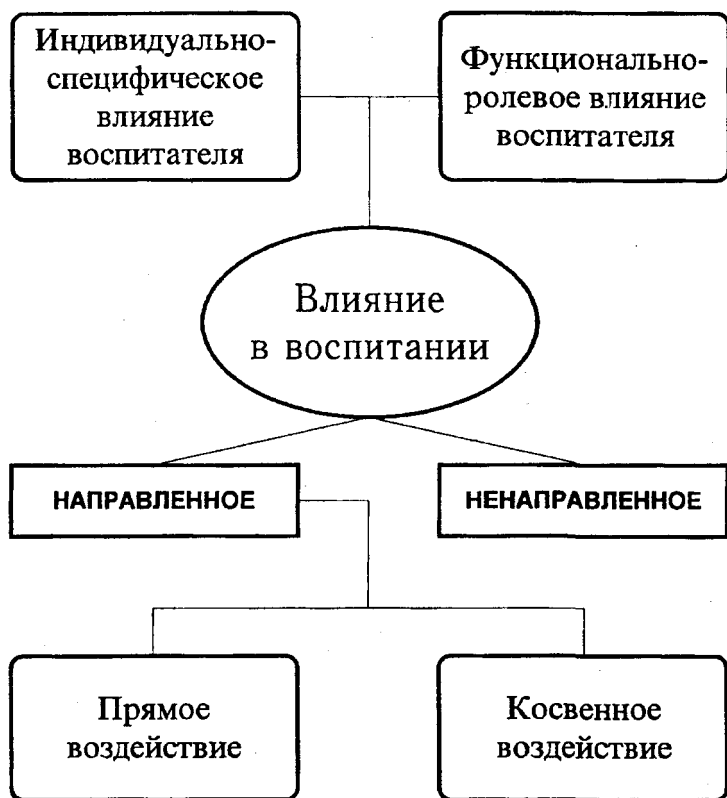 Индивидуально-
специфическое
влияние
воспитателя
Функционально-
ролевое влияние
воспитателя
Влияние
в воспитании
НАПРАВЛЕННОЕ
НЕНАПРАВЛЕННОЕ
Прямое
воздействие
Косвенное
воздействие